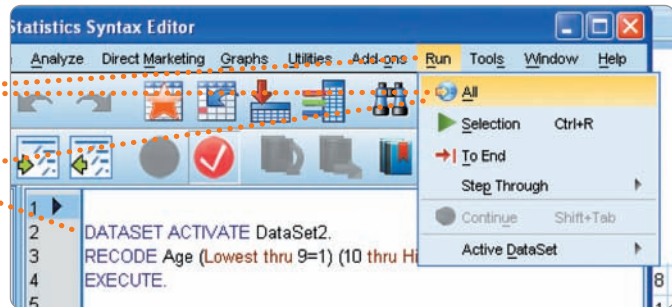 Statistics Syntax Editor
Analyze Direct Marketing Graphs Utilities Add-ons Run Tools Window Help
All
Selection Ctrl+R
To End
Step Through
Continue Shift+Tab
Active DataSet
1
2 DATASET ACTIVATE DataSet2.
3 RECODE Age (Lowest thru 9=1) (10 thru Hi
4 EXECUTE.
5
8